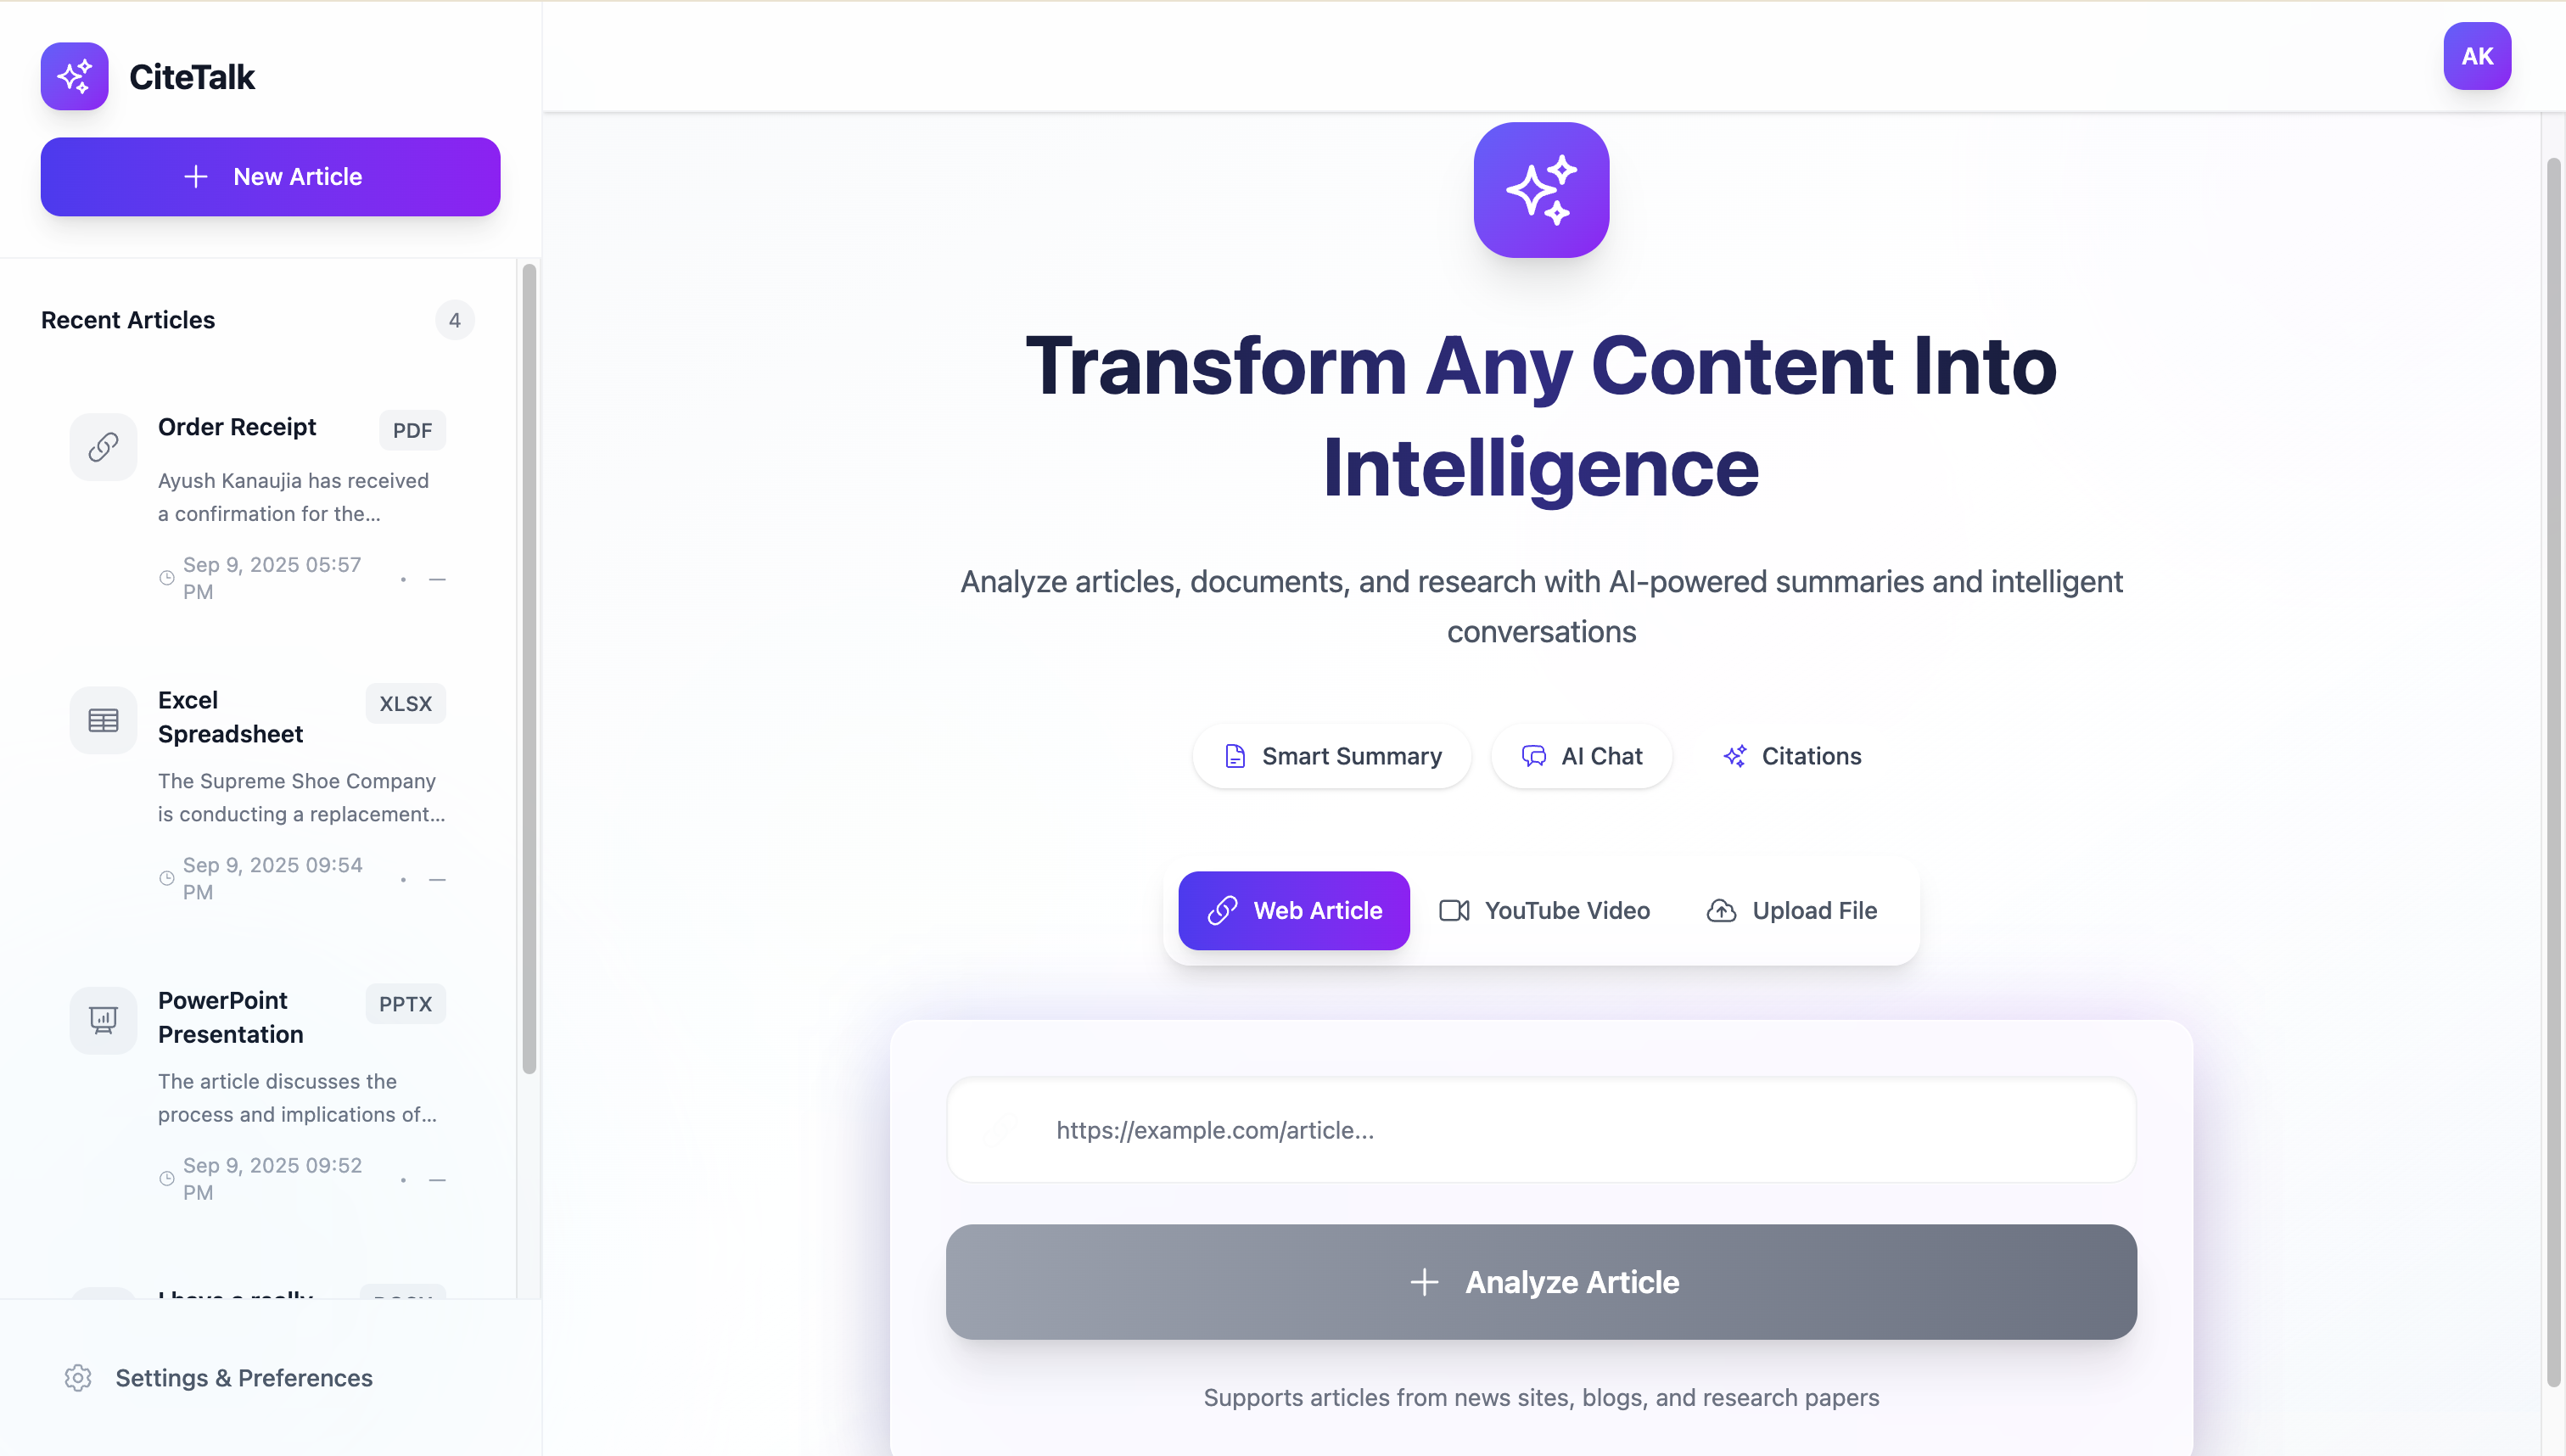 CiteTalk
AK
New Article
Recent Articles
4
Order Receipt
PDF
Ayush Kanaujia has received
a confirmation for the...
Sep 9, 2025 05:57
PM
• —
Excel
Spreadsheet
XLSX
The Supreme Shoe Company
is conducting a replacement...
Sep 9, 2025 09:54
PM
• —
PowerPoint
Presentation
PPTX
The article discusses the
process and implications of...
Sep 9, 2025 09:52
PM
• —
I have a really
DOCX
Settings & Preferences
Transform Any Content Into
Intelligence
Analyze articles, documents, and research with AI-powered summaries and intelligent
conversations
Smart Summary
AI Chat
Citations
Web Article
YouTube Video
Upload File
https://example.com/article...
Analyze Article
Supports articles from news sites, blogs, and research papers